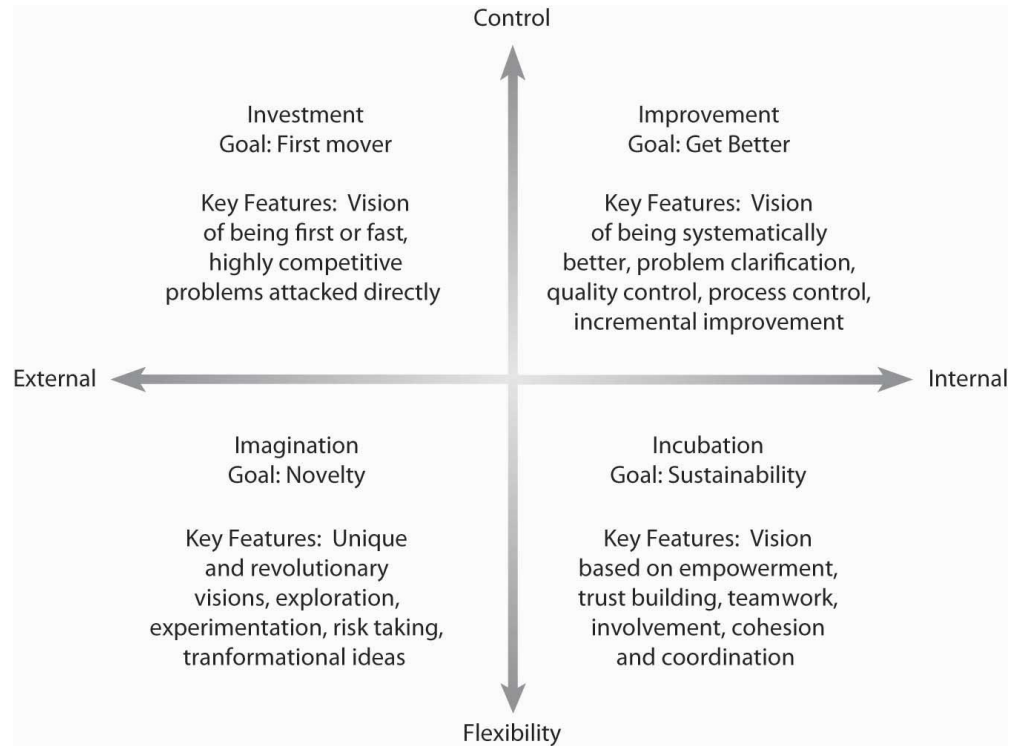 Control
Investment
Goal: First mover
Key Features: Vision
of being first or fast,
highly competitive
problems attacked directly
Improvement
Goal: Get Better
Key Features: Vision
of being systematically
better, problem clarification,
quality control, process control,
incremental improvement
External
Internal
Imagination
Goal: Novelty
Key Features: Unique
and revolutionary
visions, exploration,
experimentation, risk taking,
tranformational ideas
Incubation
Goal: Sustainability
Key Features: Vision
based on empowerment,
trust building, teamwork,
involvement, cohesion
and coordination
Flexibility